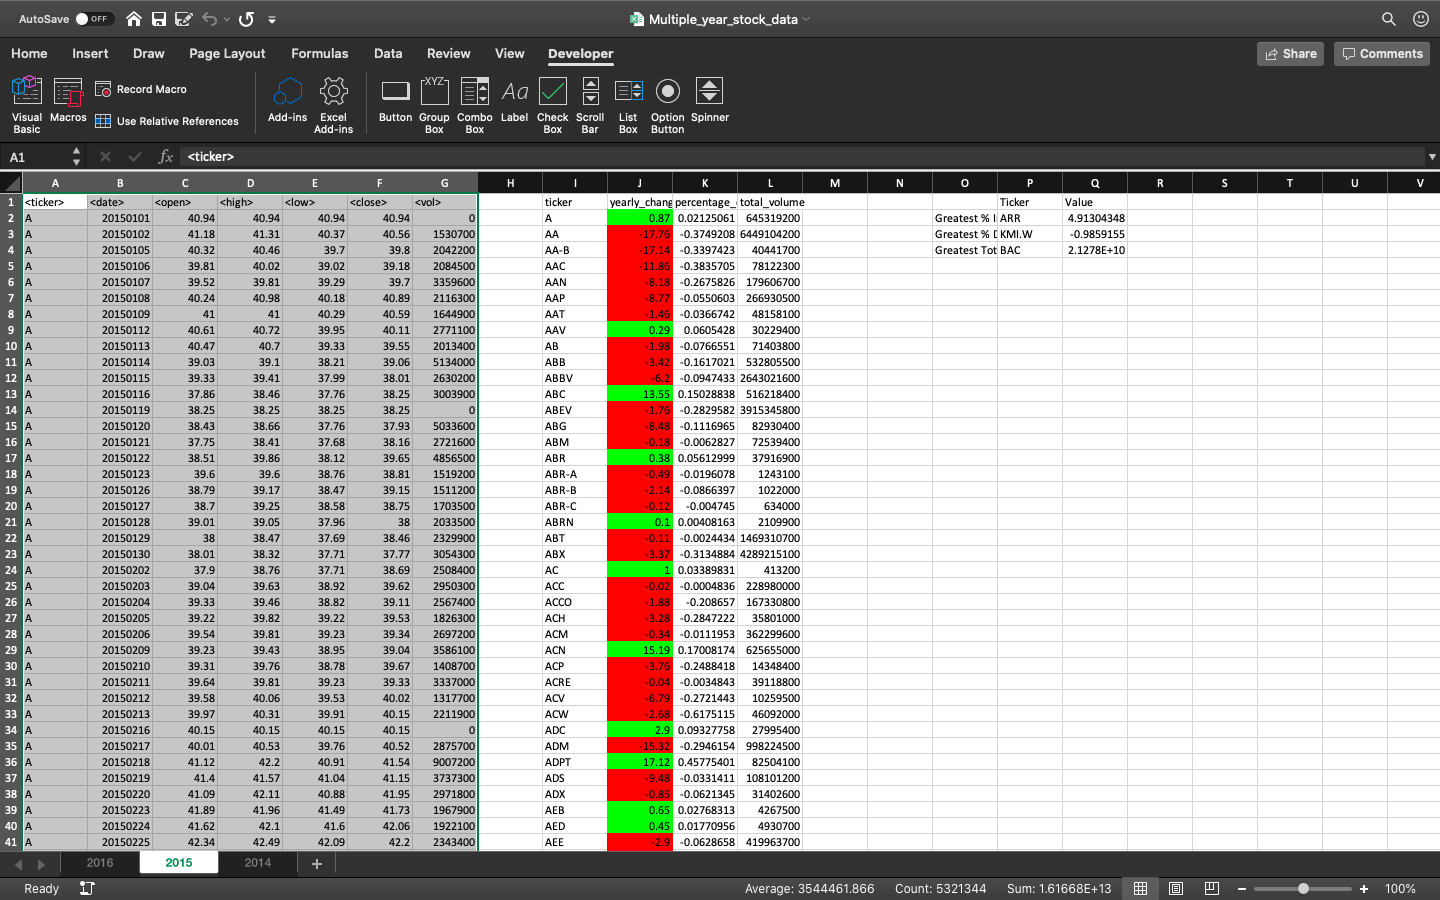 AutoSave OFF Multiple_year_stock_data
Home Insert Draw Page Layout Formulas Data Review View Developer Share Comments
Visual Basic Macros Record Macro Use Relative References Add-ins Excel Add-ins Button Group Box Combo Box Label Check Box Scroll Bar List Box Option Button Spinner
XYZ Aa
A1 fx <ticker>
A B C D E F G H I J K L M N O P Q R S T U V
1 <ticker> <date> <open> <high> <low> <close> <vol> ticker yearly_chang percentage_ total_volume Ticker Value
2 A 20150101 40.94 40.94 40.94 40.94 0 A 0.87 0.02125061 645319200 Greatest % I ARR 4.91304348
3 A 20150102 41.18 41.31 40.37 40.56 1530700 AA -17.76 -0.3749208 6449104200 Greatest % D KMI.W -0.9859155
4 A 20150105 40.32 40.46 39.7 39.8 2042200 AA-B -17.14 -0.3397423 40441700 Greatest Tot BAC 2.1278E+10
5 A 20150106 39.81 40.02 39.02 39.18 2084500 AAC -11.86 -0.3835705 78122300
6 A 20150107 39.52 39.81 39.29 39.7 3359600 AAN -8.18 -0.2675826 179606700
7 A 20150108 40.24 40.98 40.18 40.89 2116300 AAP -8.77 -0.0550603 266930500
8 A 20150109 41 41 40.29 40.59 1644900 AAT -1.46 -0.0366742 48158100
9 A 20150112 40.61 40.72 39.95 40.11 2771100 AAV 0.29 0.0605428 30229400
10 A 20150113 40.47 40.7 39.33 39.55 2013400 AB -1.98 -0.0766551 71403800
11 A 20150114 39.03 39.1 38.21 39.06 5134000 ABB -3.42 -0.1617021 532805500
12 A 20150115 39.33 39.41 37.99 38.01 2630200 ABBV -6.2 -0.0947433 2643021600
13 A 20150116 37.86 38.46 37.76 38.25 3003900 ABC 13.55 0.15028838 516218400
14 A 20150119 38.25 38.25 38.25 38.25 0 ABEV -1.76 -0.2829582 3915345800
15 A 20150120 38.43 38.66 37.76 37.93 5033600 ABG -8.48 -0.1116965 82930400
16 A 20150121 37.75 38.41 37.68 38.16 2721600 ABM -0.18 -0.0062827 72539400
17 A 20150122 38.51 39.86 38.12 39.65 4856500 ABR 0.38 0.05612999 37916900
18 A 20150123 39.6 39.6 38.76 38.81 1519200 ABR-A -0.49 -0.0196078 1243100
19 A 20150126 38.79 39.17 38.47 39.15 1511200 ABR-B -2.14 -0.0866397 1022000
20 A 20150127 38.7 39.25 38.58 38.75 1703500 ABR-C -0.12 -0.004745 634000
21 A 20150128 39.01 39.05 37.96 38 2033500 ABRN 0.1 0.00408163 2109900
22 A 20150129 38 38.47 37.69 38.46 2329900 ABT -0.11 -0.0024434 1469310700
23 A 20150130 38.01 38.32 37.71 37.77 3054300 ABX -3.37 -0.3134884 4289215100
24 A 20150202 37.9 38.76 37.71 38.69 2508400 AC 1 0.03389831 413200
25 A 20150203 39.04 39.63 38.92 39.62 2950300 ACC -0.02 -0.0004836 228980000
26 A 20150204 39.33 39.46 38.82 39.11 2567400 ACCO -1.88 -0.208657 167330800
27 A 20150205 39.22 39.82 39.22 39.53 1826300 ACH -3.28 -0.2847222 35801000
28 A 20150206 39.54 39.81 39.23 39.34 2697200 ACM -0.34 -0.0111953 362299600
29 A 20150209 39.23 39.43 38.95 39.04 3586100 ACN 15.19 0.17008174 625655000
30 A 20150210 39.31 39.76 38.78 39.67 1408700 ACP -3.76 -0.2488418 14348400
31 A 20150211 39.64 39.81 39.23 39.33 3337000 ACRE -0.04 -0.0034843 39118800
32 A 20150212 39.58 40.06 39.53 40.02 1317700 ACV -6.79 -0.2721443 10259500
33 A 20150213 39.97 40.31 39.91 40.15 2211900 ACW -2.68 -0.6175115 46092000
34 A 20150216 40.15 40.15 40.15 40.15 0 ADC 2.9 0.09327758 27995400
35 A 20150217 40.01 40.53 39.76 40.52 2875700 ADM -15.32 -0.2946154 998224500
36 A 20150218 41.12 42.2 40.91 41.54 9007200 ADPT 17.12 0.45775401 82504100
37 A 20150219 41.4 41.57 41.04 41.15 3737300 ADS -9.48 -0.0331411 108101200
38 A 20150220 41.09 42.11 40.88 41.95 2971800 ADX -0.85 -0.0621345 31402600
39 A 20150223 41.89 41.96 41.49 41.73 1967900 AEB 0.65 0.02768313 4267500
40 A 20150224 41.62 42.1 41.6 42.06 1922100 AED 0.45 0.01770956 4930700
41 A 20150225 42.34 42.49 42.09 42.2 2343400 AEE -2.9 -0.0628658 419963700
2016 2015 2014 +
Ready Average: 3544461.866 Count: 5321344 Sum: 1.61668E+13 100%